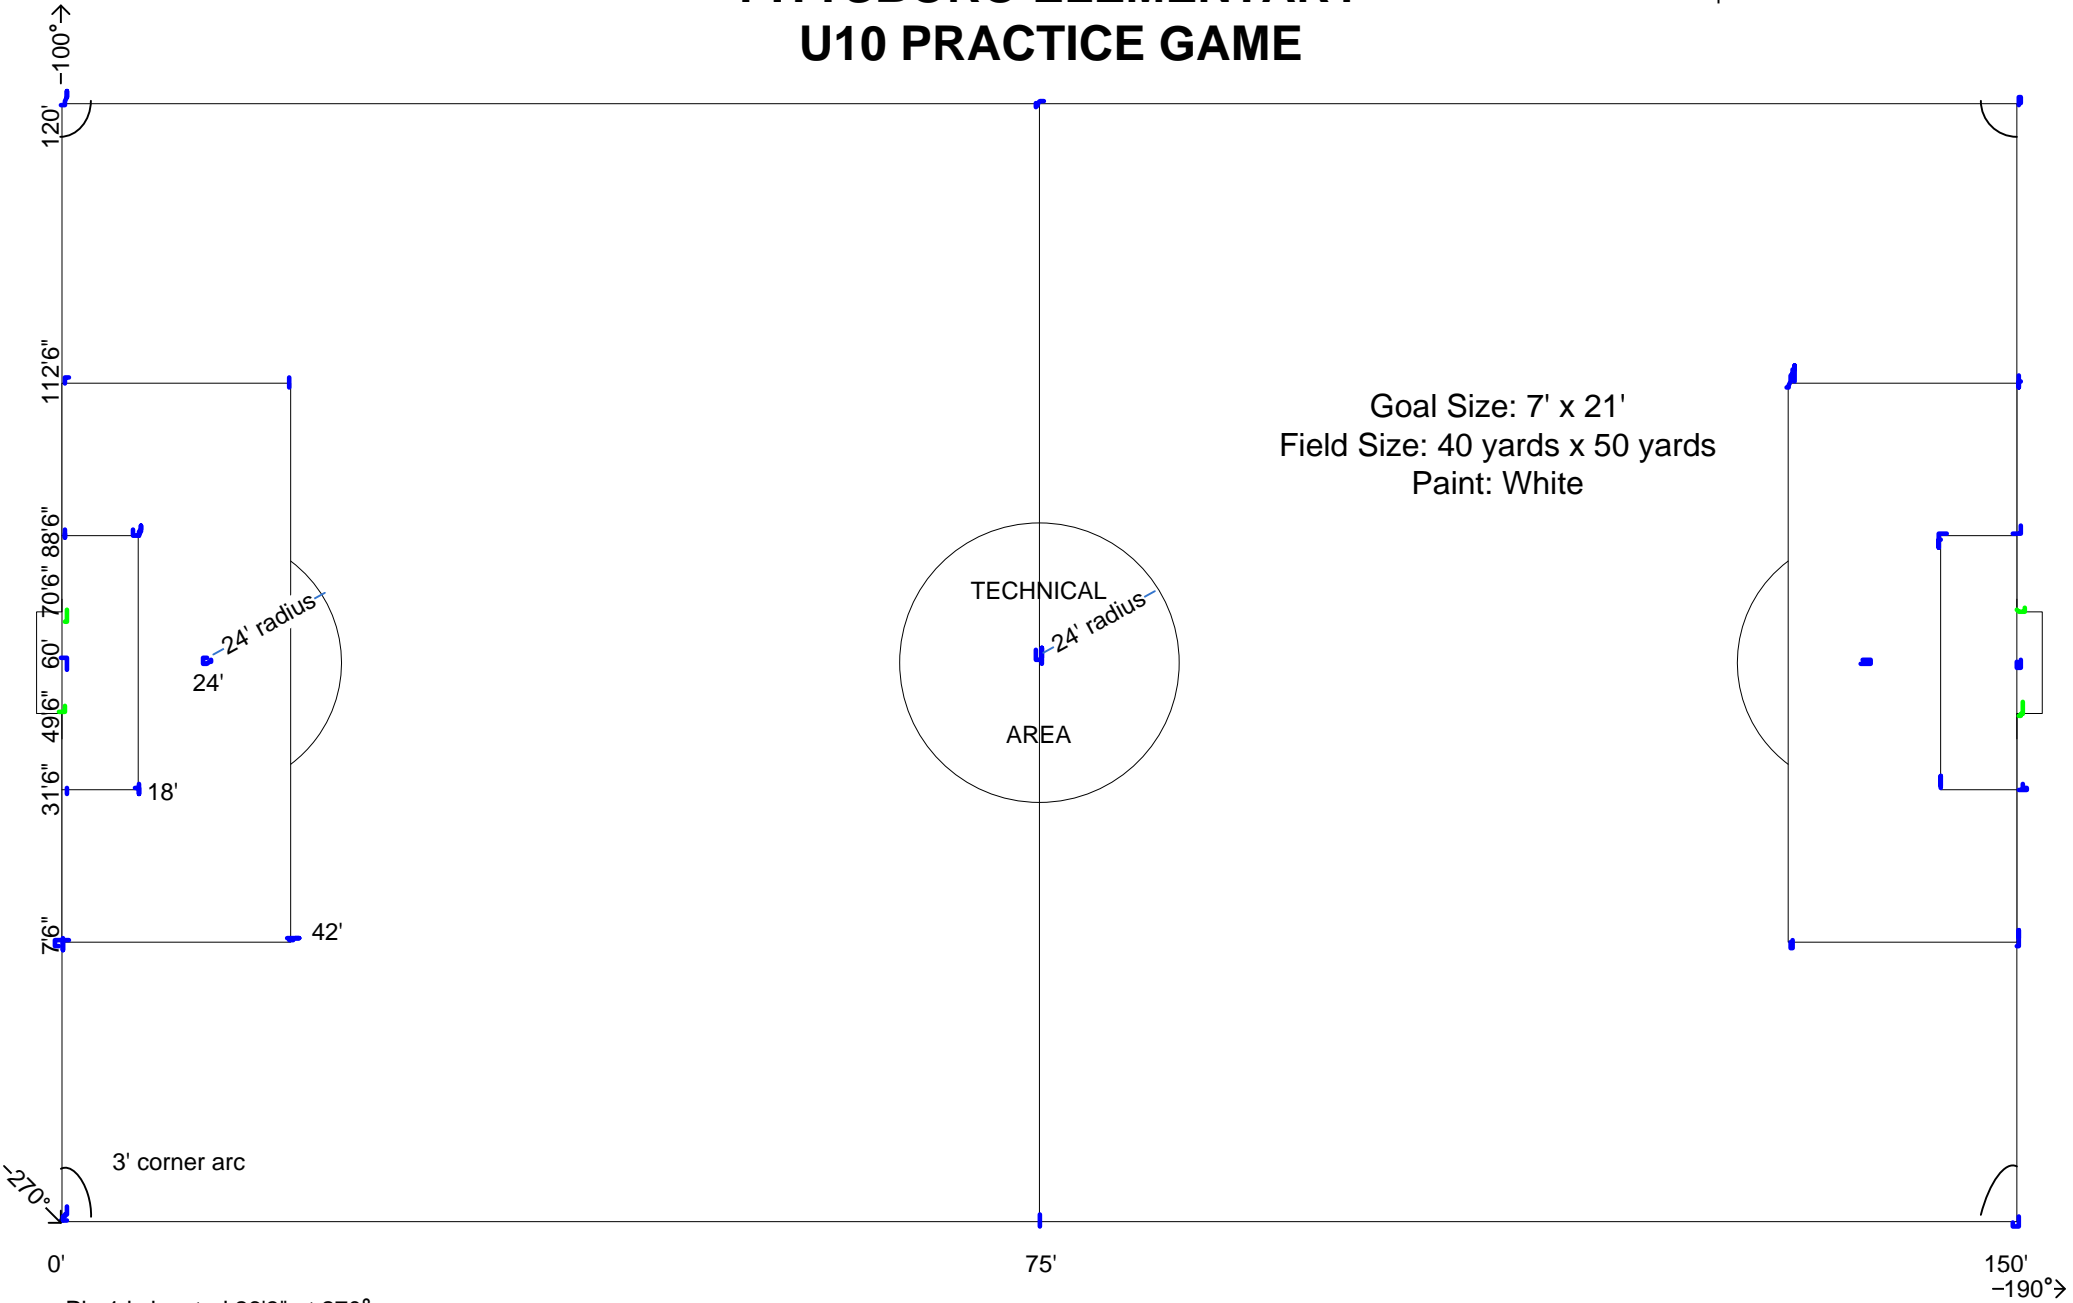 U10 PRACTICE GAME
–100°
120'
112'6"
Goal Size: 7' x 21'
Field Size: 40 yards x 50 yards
Paint: White
88'6"
70'6"
TECHNICAL
24' radius
24' radius
60'
24'
49'6"
AREA
31'6"
18'
7'6"
42'
3' corner arc
–270°
0'
75'
150'
–190°